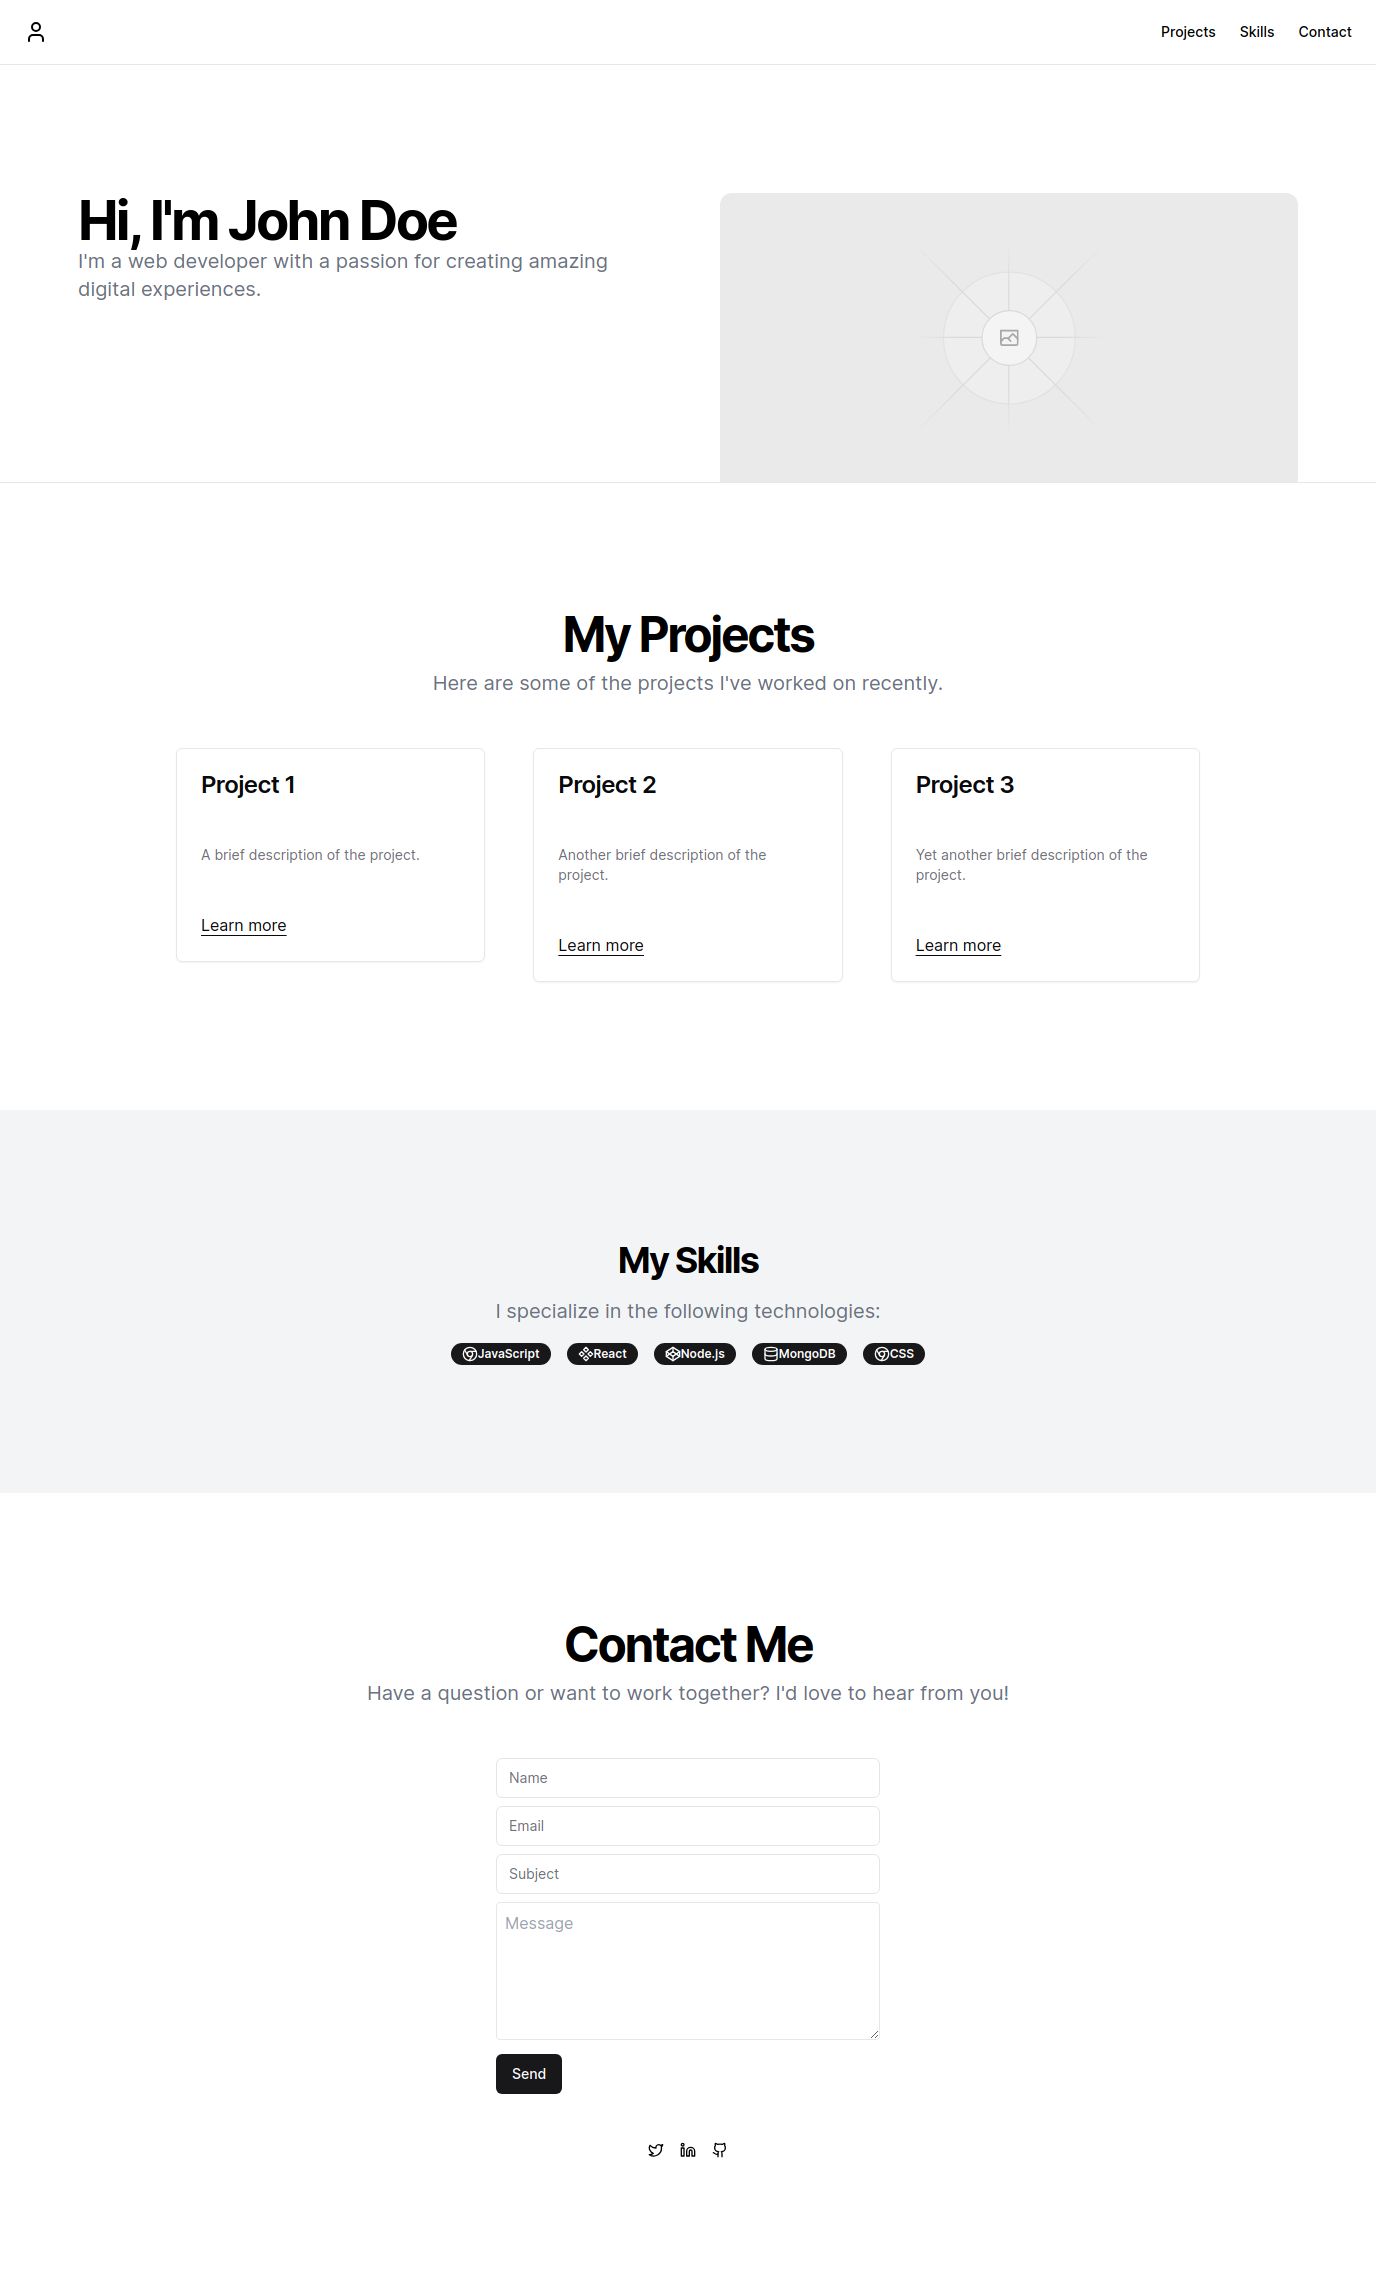 Projects Skills Contact
Hi, I'm John Doe
I'm a web developer with a passion for creating amazing
digital experiences.
My Projects
Here are some of the projects I've worked on recently.
Project 1
A brief description of the project.
Learn more
Project 2
Another brief description of the
project.
Learn more
Project 3
Yet another brief description of the
project.
Learn more
My Skills
I specialize in the following technologies:
JavaScript React Node.js MongoDB CSS
Contact Me
Have a question or want to work together? I'd love to hear from you!
Name
Email
Subject
Message
Send